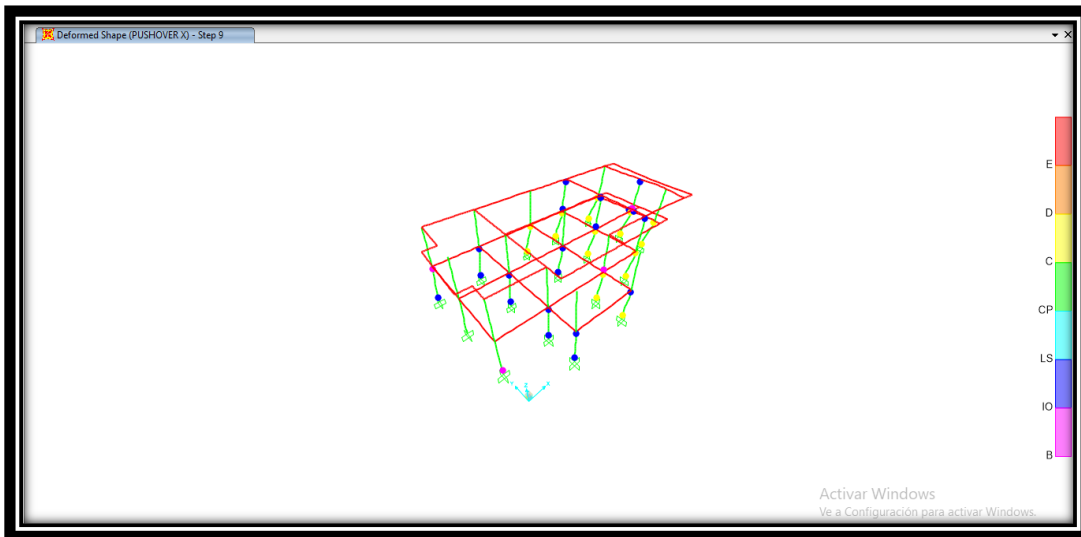 Deformed Shape (PUSHOVER X) - Step 9
E
D
C
CP
LS
IO
B
Z
X
Activar Windows
Ve a Configuración para activar Windows.